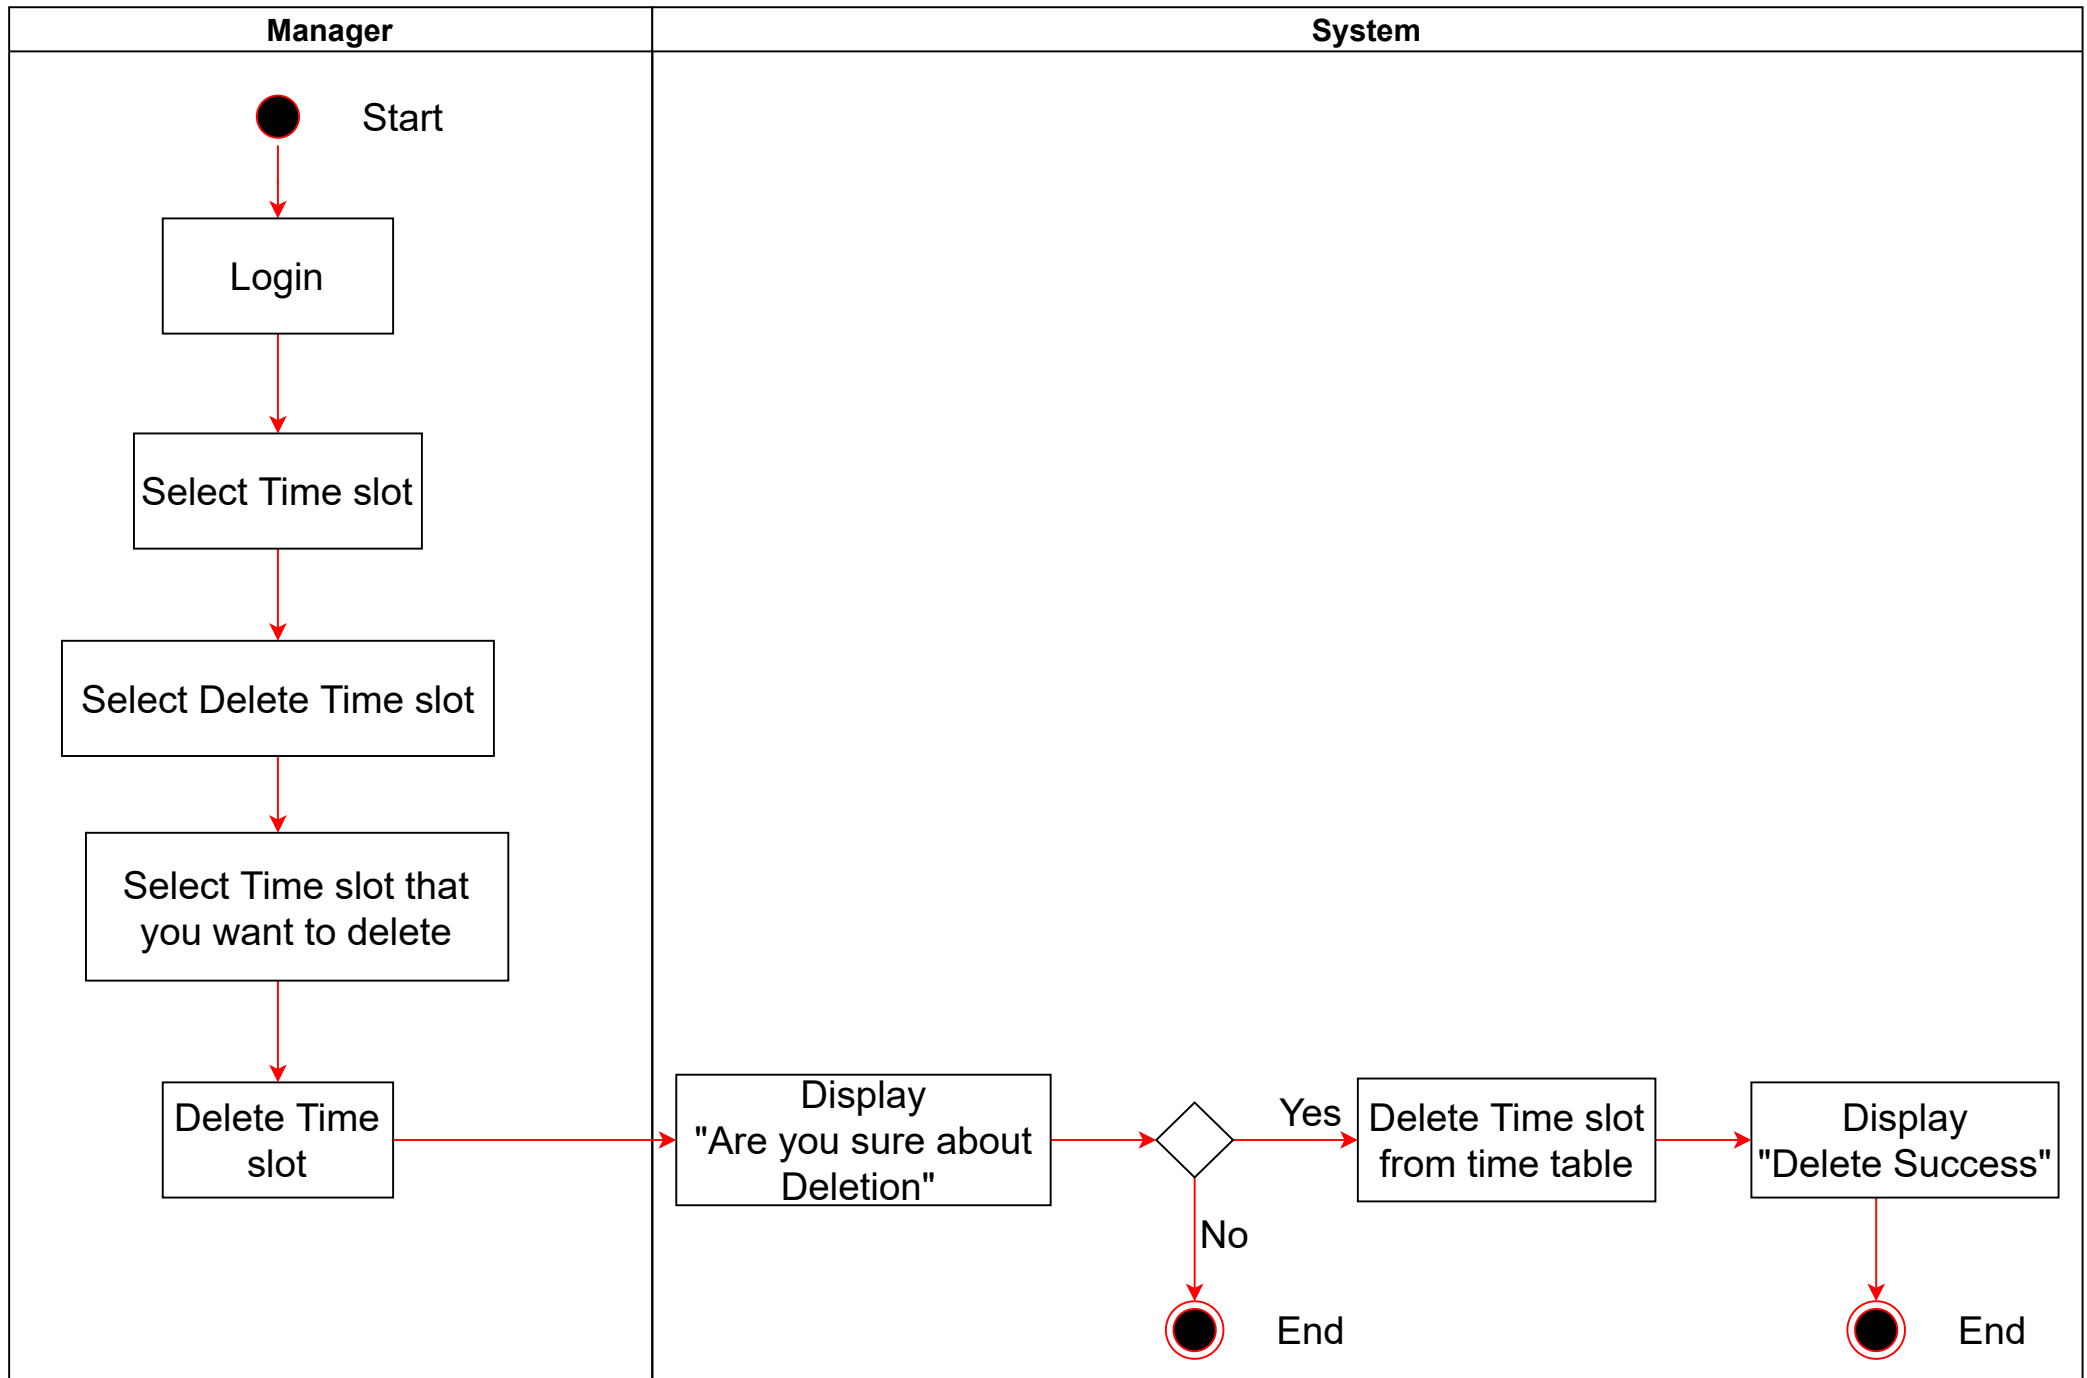 Manager
System
Start
Login
Select Time slot
Select Delete Time slot
Select Time slot that
you want to delete
Delete Time
slot
Display
"Are you sure about
Deletion"
Yes
No
Delete Time slot
from time table
Display
"Delete Success"
End
End